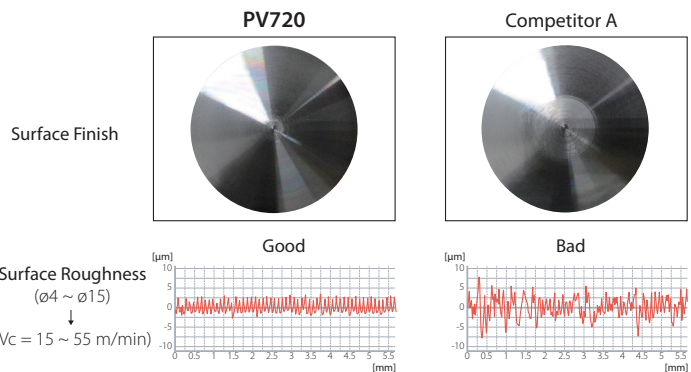 PV720
Competitor A
Surface Finish
Good
Bad
Surface Roughness
(ø4 ~ ø15)
↓
Vc = 15 ~ 55 m/min)
[µm]
10
5
0
-5
-10
0 0.5 1 1.5 2 2.5 3 3.5 4 4.5 5 5.5
[mm]
[µm]
10
5
0
-5
-10
0 0.5 1 1.5 2 2.5 3 3.5 4 4.5 5 5.5
[mm]